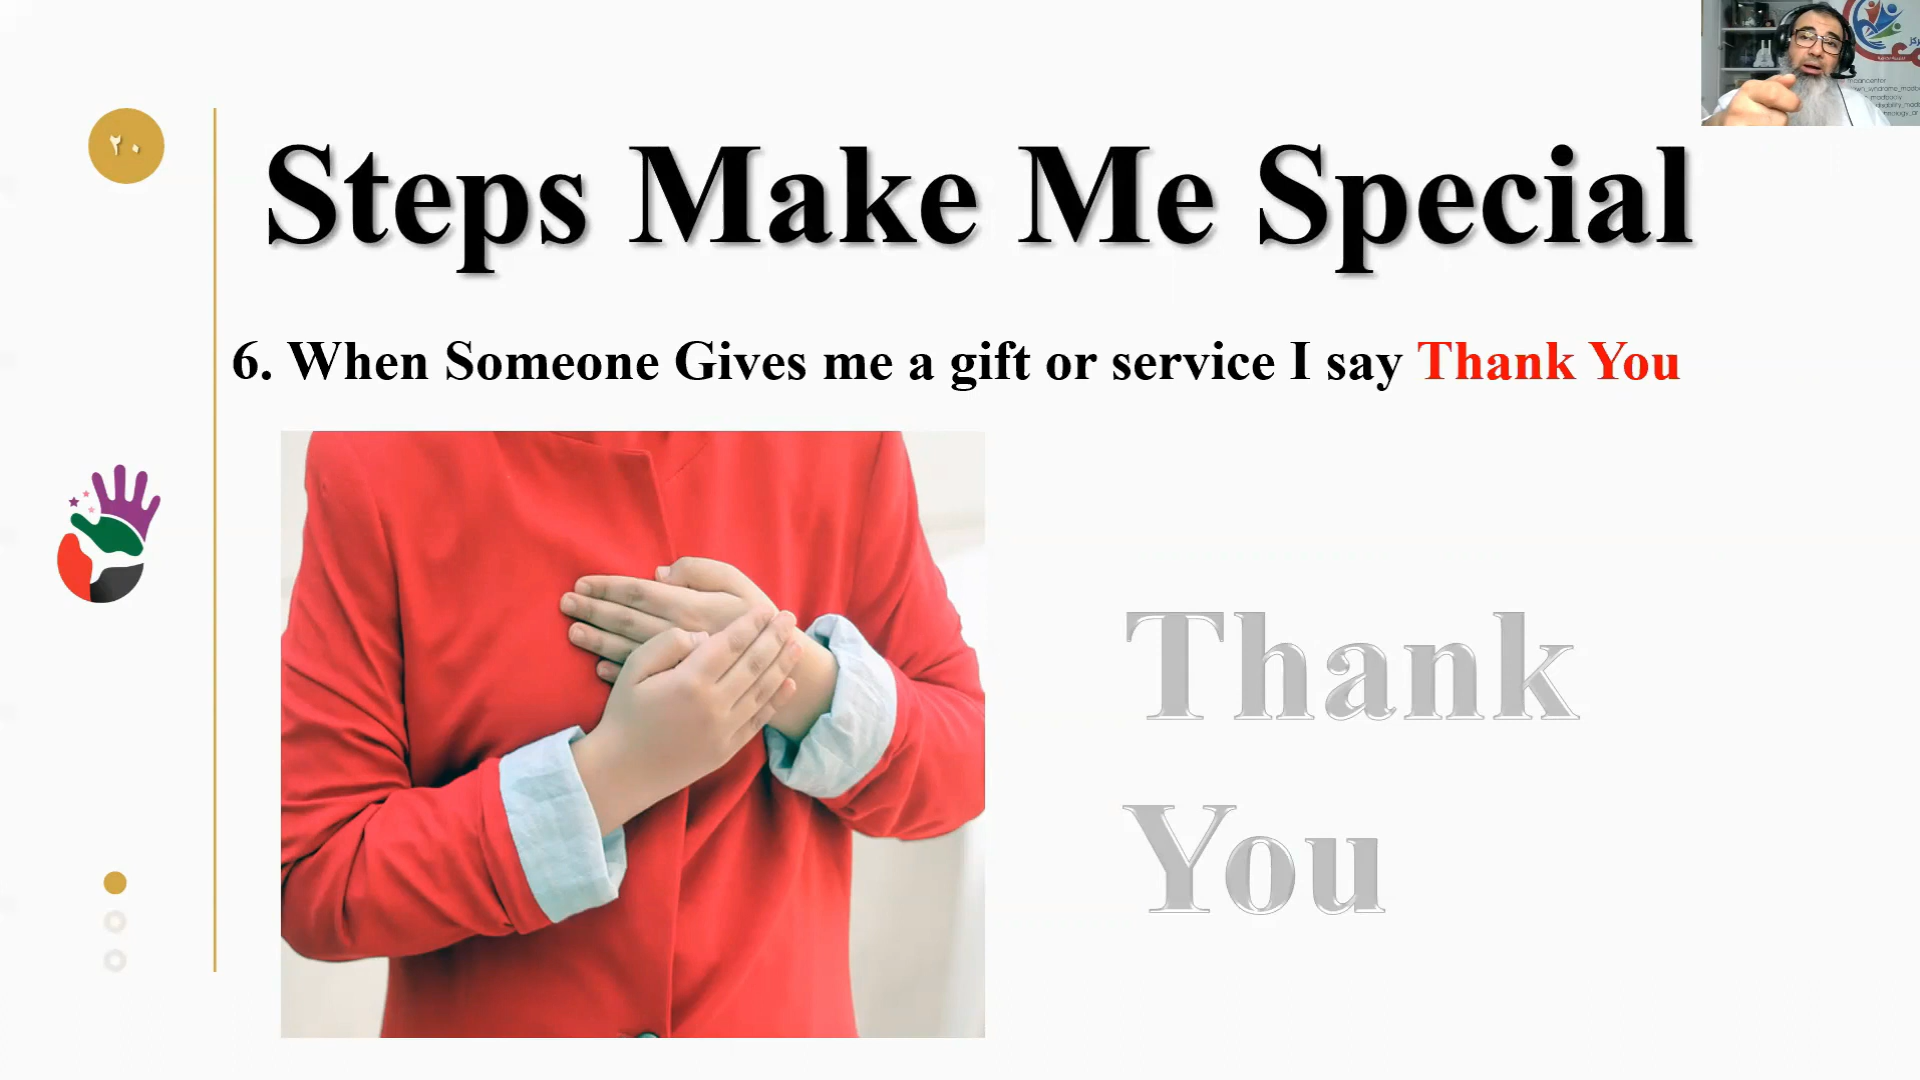 ٢٠
Steps Make Me Special
6. When Someone Gives me a gift or service I say Thank You
Thank
You